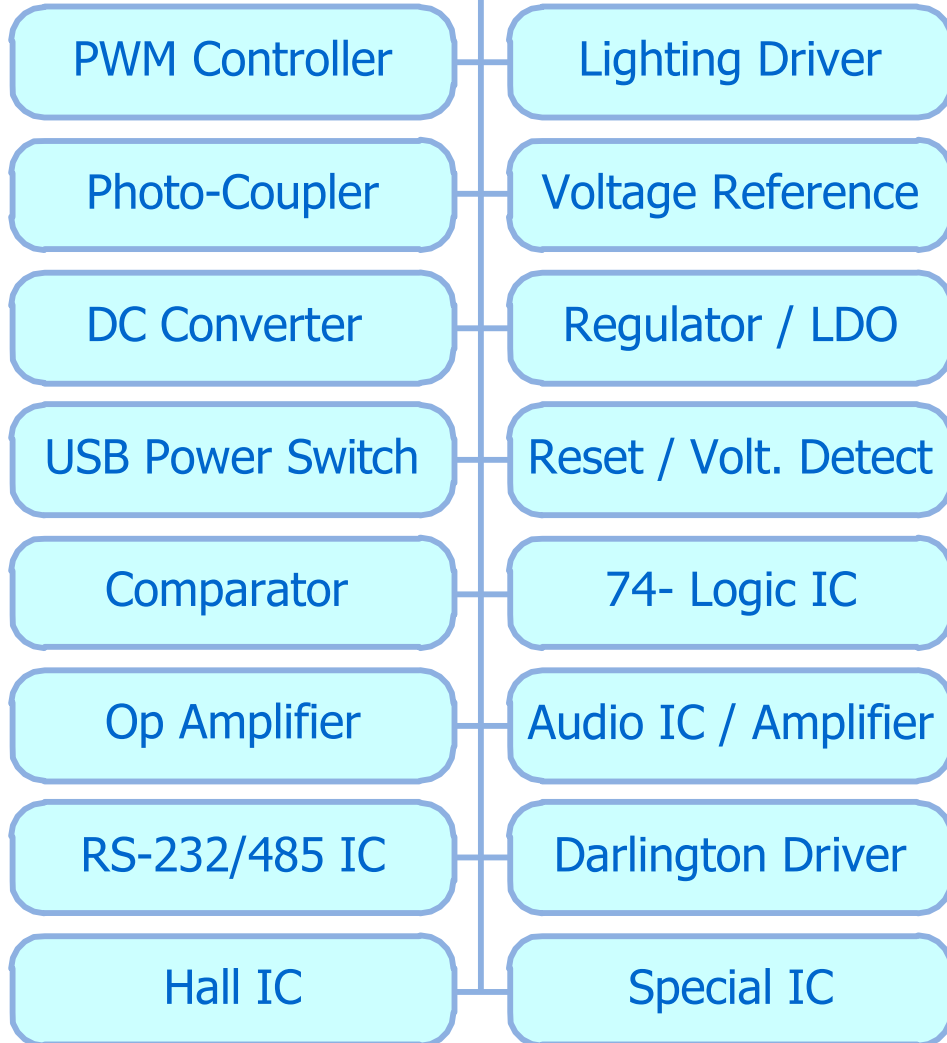 PWM Controller
Lighting Driver
Photo-Coupler
Voltage Reference
DC Converter
Regulator / LDO
USB Power Switch
Reset / Volt. Detect
Comparator
74- Logic IC
Op Amplifier
Audio IC / Amplifier
RS-232/485 IC
Darlington Driver
Hall IC
Special IC